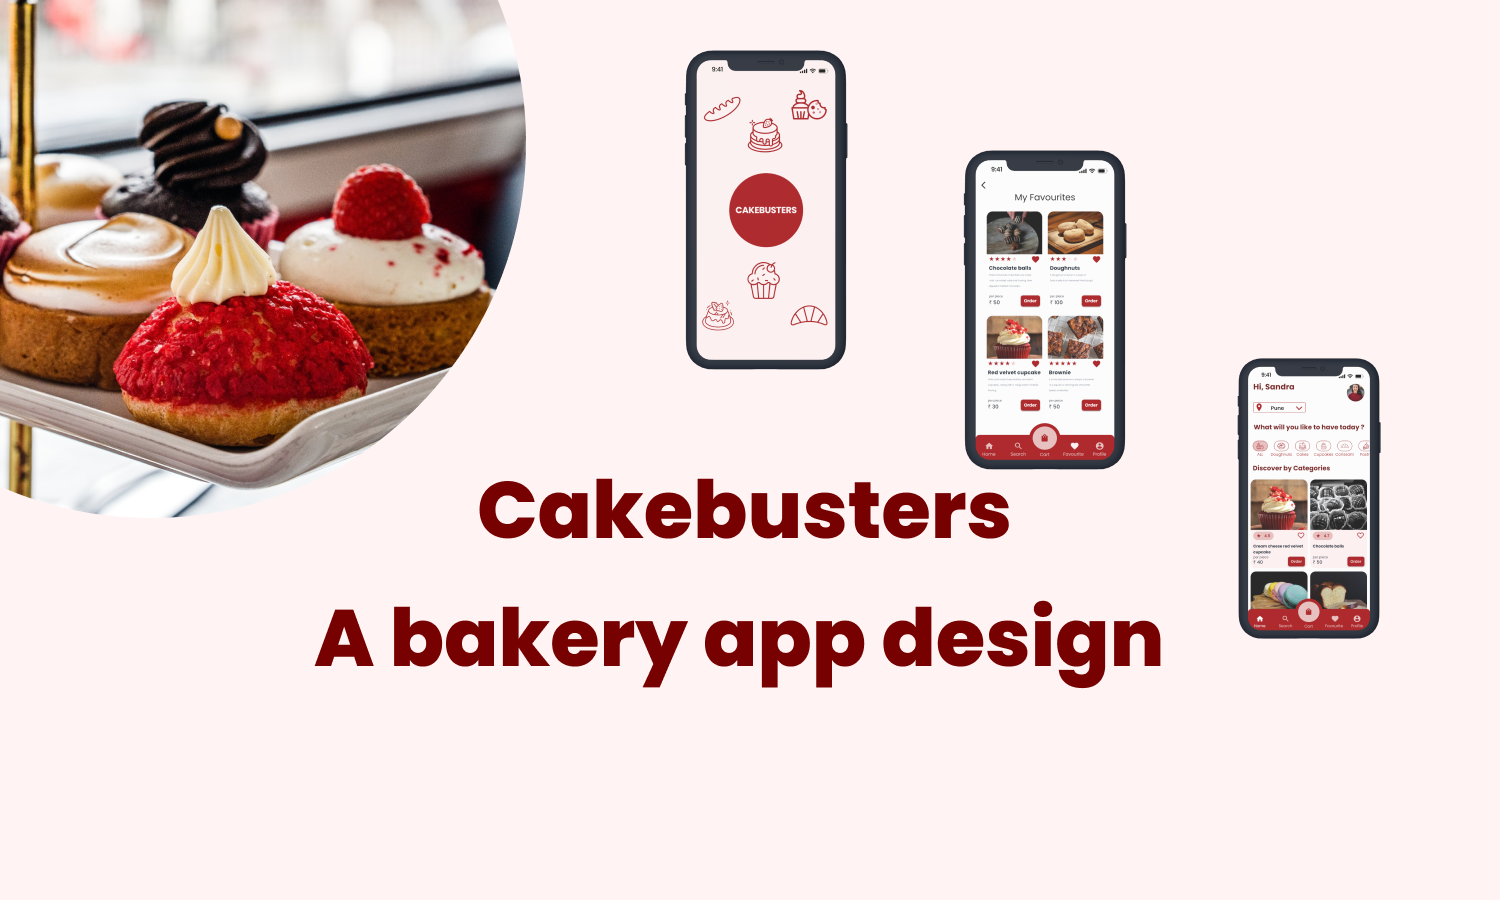 9:41
CAKEBUSTERS
9:41
My Favourites
Chocolate balls
Doughnuts
per piece
per piece
₹ 50
Order
₹ 100
Order
Red velvet cupcake
Brownie
per piece
per piece
₹ 30
Order
₹ 50
Order
Home
Search
Cart
Favourite
Profile
9:41
Hi, Sandra
Pune
What will you like to have today ?
All
Doughnuts
Cakes
Cupcakes
Croissant
Discover by Categories
4.9
4.7
Cream cheese red velvet
cupcake
Chocolate balls
per piece
per piece
₹ 40
Order
₹ 50
Order
Home
Search
Cart
Favourite
Profile
Cakebusters
A bakery app design